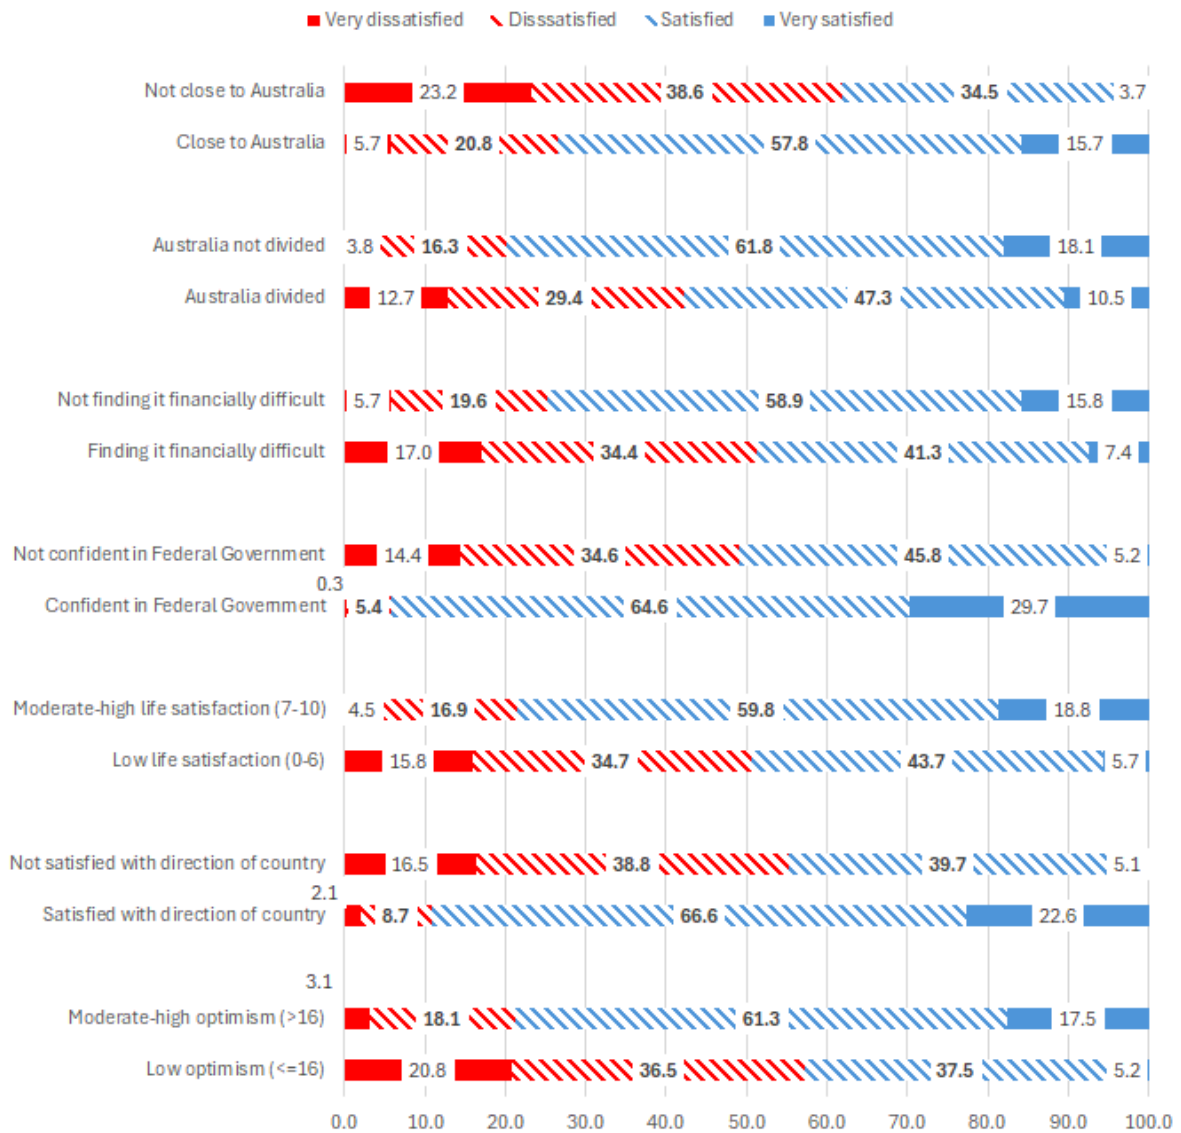 Very dissatisfied Disssatisfied Satisfied Very satisfied
Not close to Australia 23.2 38.6 34.5 3.7
Close to Australia 5.7 20.8 57.8 15.7
Australia not divided 3.8 16.3 61.8 18.1
Australia divided 12.7 29.4 47.3 10.5
Not finding it financially difficult 5.7 19.6 58.9 15.8
Finding it financially difficult 17.0 34.4 41.3 7.4
Not confident in Federal Government 14.4 34.6 45.8 5.2
0.3
Confident in Federal Government 5.4 64.6 29.7
Moderate-high life satisfaction (7-10) 4.5 16.9 59.8 18.8
Low life satisfaction (0-6) 15.8 34.7 43.7 5.7
Not satisfied with direction of country 16.5 38.8 39.7 5.1
2.1
Satisfied with direction of country 8.7 66.6 22.6
3.1
Moderate-high optimism (>16) 18.1 61.3 17.5
Low optimism (<=16) 20.8 36.5 37.5 5.2
0.0 10.0 20.0 30.0 40.0 50.0 60.0 70.0 80.0 90.0 100.0